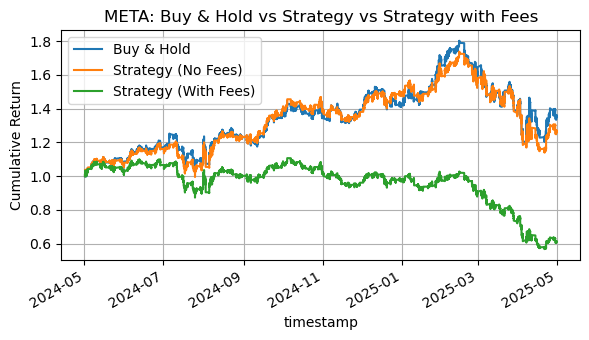 META: Buy & Hold vs Strategy vs Strategy with Fees
Cumulative Return
1.8
1.6
1.4
1.2
1.0
0.8
0.6
Buy & Hold
Strategy (No Fees)
Strategy (With Fees)
2024-05
2024-07
2024-09
2024-11
2025-01
2025-03
2025-05
timestamp